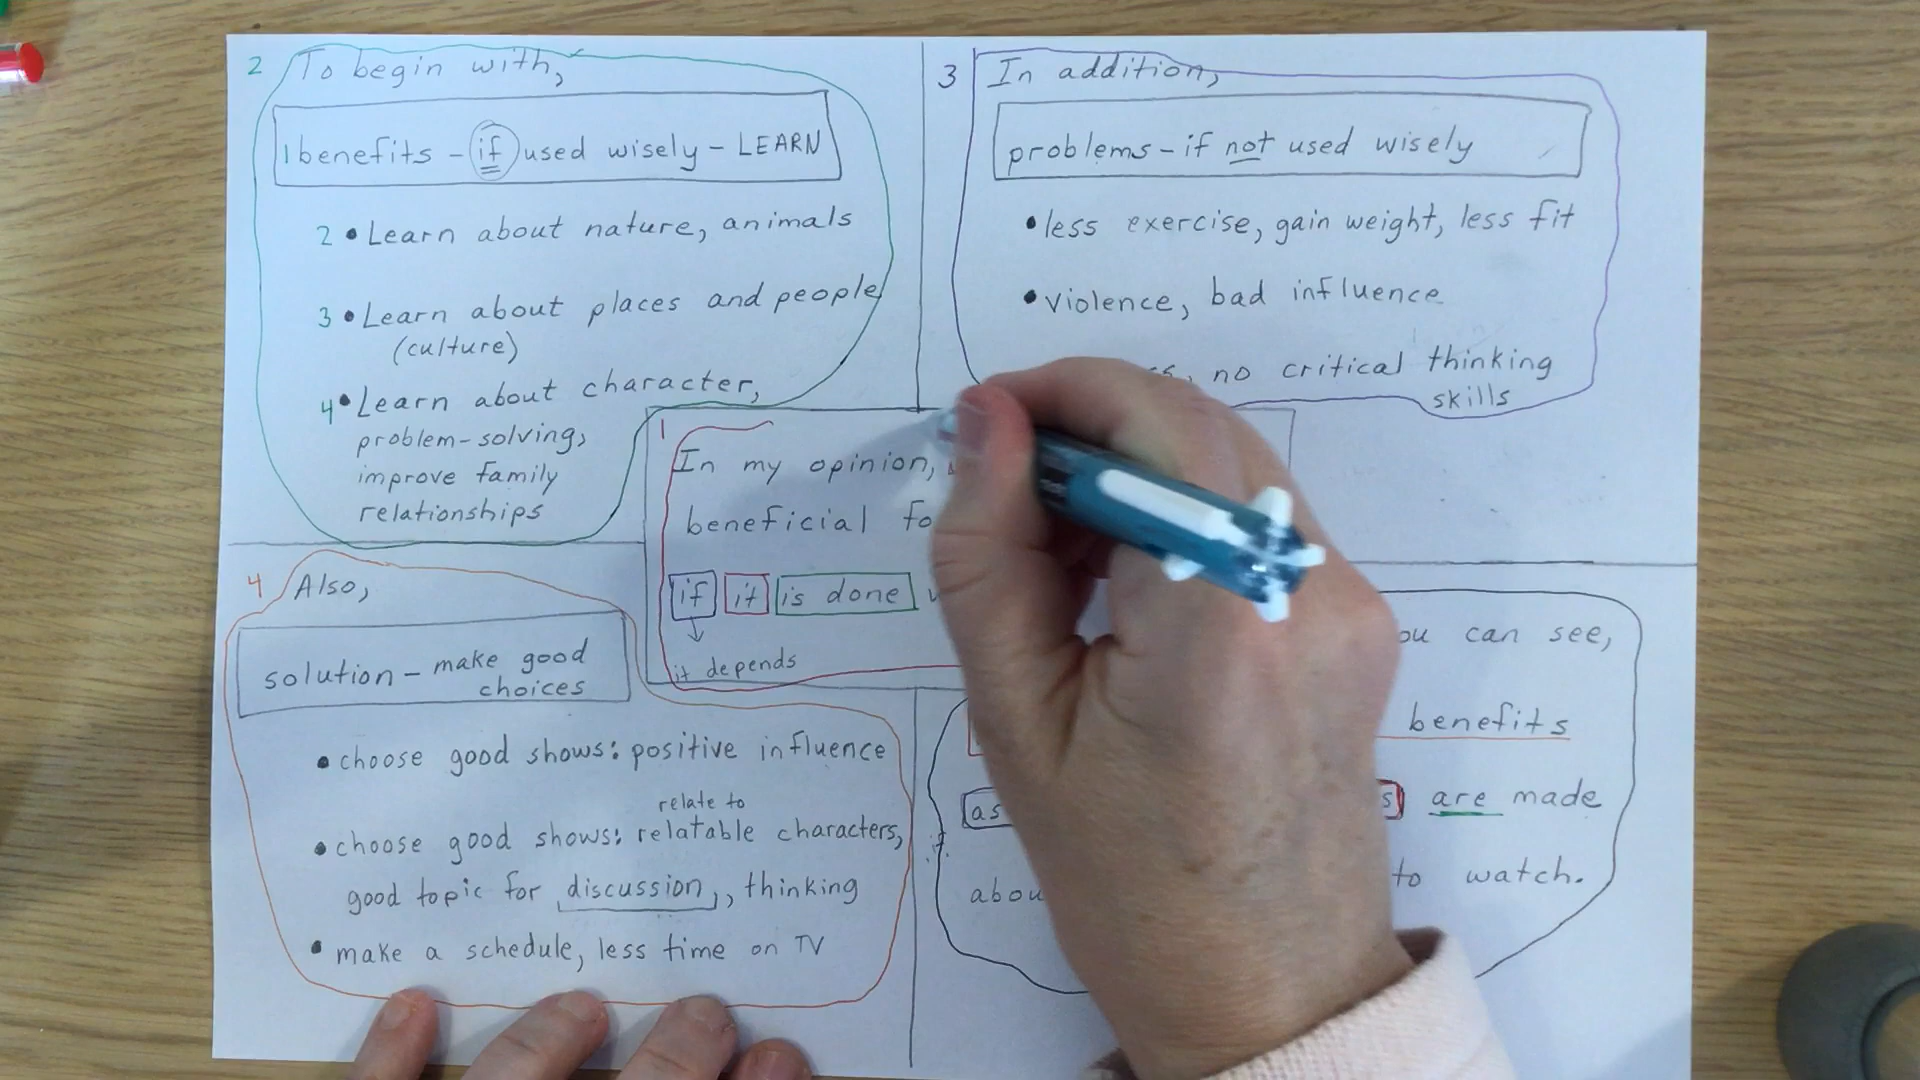 2 To begin with,
1 benefits - if used wisely - LEARN
2 • Learn about nature, animals
3 • Learn about places and people
(culture)
4 • Learn about character,
problem-solving,
improve family
relationships
3 In addition,
problems - if not used wisely
• less exercise, gain weight, less fit
• violence, bad influence
no critical thinking
skills
1
In my opinion,
beneficial
if it is done
it depends
4 Also,
solution - make good
choices
• choose good shows: positive influence
relate to
• choose good shows: relatable characters,
good topic for discussion, thinking
• make a schedule, less time on TV
can see,
benefits
as are made
if
to watch.